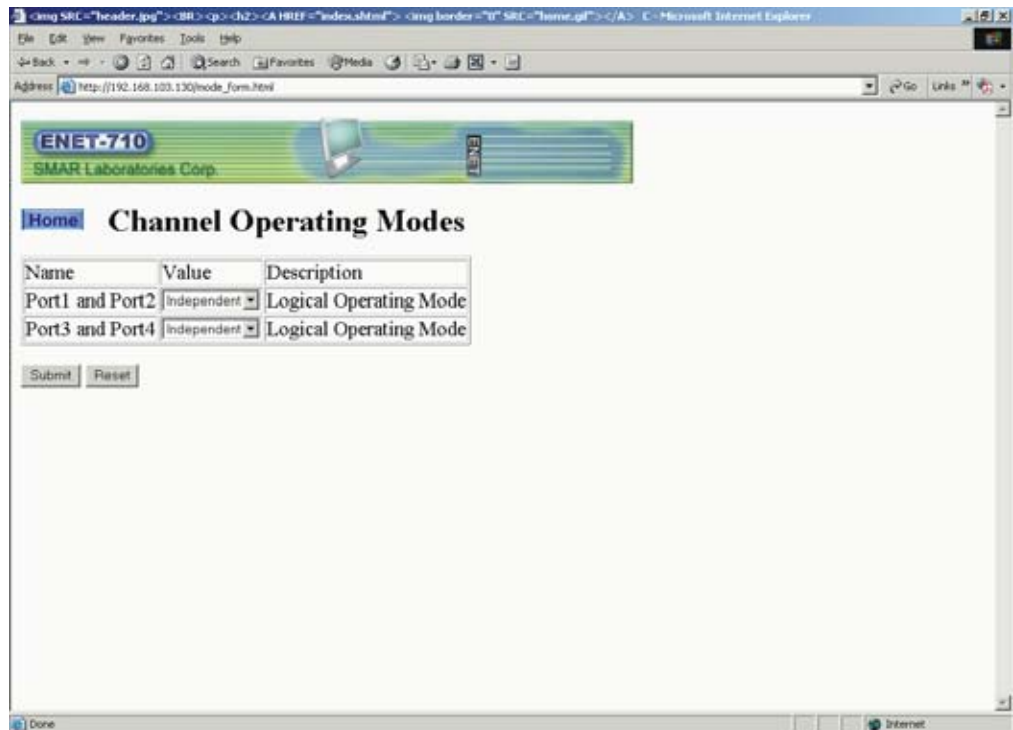 <img SRC="header.jpg"><BR><p><h2><A HREF="index.shtml"> <img border="0" SRC="home.gif"></A> C - Microsoft Internet Explorer
File Edit View Favorites Tools Help
Back Search Favorites Media
Address http://192.168.103.130/mode_form.html Go Links »
ENET-710
SMAR Laboratories Corp.
ENET
Home Channel Operating Modes
Name Value Description
Port1 and Port2 Independent Logical Operating Mode
Port3 and Port4 Independent Logical Operating Mode
Submit Reset
Done Internet